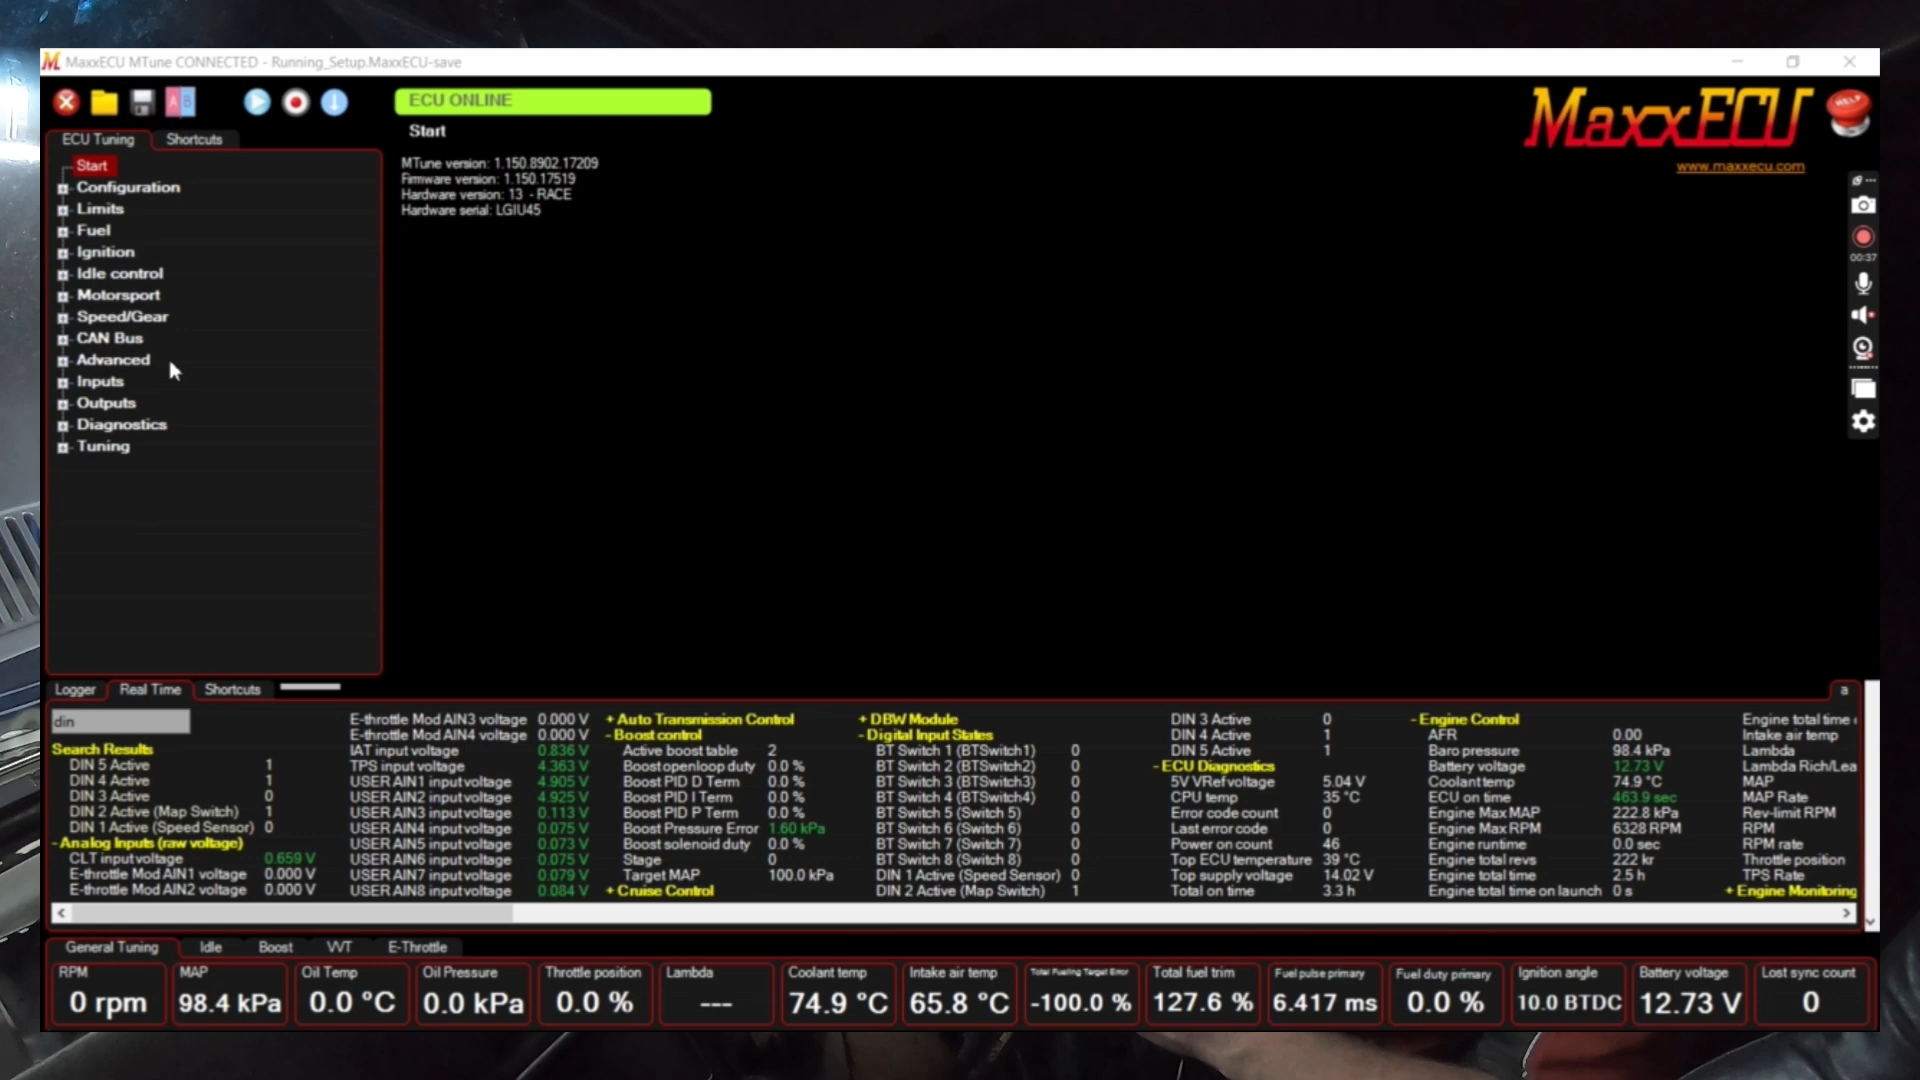 MaxxECU MTune CONNECTED - Running_Setup.MaxxECU-save
A B
ECU ONLINE
MaxxECU
HELP
www.maxxecu.com
ECU Tuning
Shortcuts
Start
Configuration
Limits
Fuel
Ignition
Idle control
Motorsport
Speed/Gear
CAN Bus
Advanced
Inputs
Outputs
Diagnostics
Tuning
Start
MTune version: 1.150.8902.17209
Firmware version: 1.150.17519
Hardware version: 13 - RACE
Hardware serial: LGIU45
00:37
Logger
Real Time
Shortcuts
a
din
Search Results
DIN 5 Active 1
DIN 4 Active 1
DIN 3 Active 0
DIN 2 Active (Map Switch) 1
DIN 1 Active (Speed Sensor) 0
- Analog Inputs (raw voltage)
CLT input voltage 0.659 V
E-throttle Mod AIN1 voltage 0.000 V
E-throttle Mod AIN2 voltage 0.000 V
E-throttle Mod AIN3 voltage 0.000 V
E-throttle Mod AIN4 voltage 0.000 V
IAT input voltage 0.836 V
TPS input voltage 4.363 V
USER AIN1 input voltage 4.905 V
USER AIN2 input voltage 4.925 V
USER AIN3 input voltage 0.113 V
USER AIN4 input voltage 0.075 V
USER AIN5 input voltage 0.073 V
USER AIN6 input voltage 0.075 V
USER AIN7 input voltage 0.079 V
USER AIN8 input voltage 0.084 V
+ Auto Transmission Control
- Boost control
Active boost table 2
Boost openloop duty 0.0 %
Boost PID D Term 0.0 %
Boost PID I Term 0.0 %
Boost PID P Term 0.0 %
Boost Pressure Error 1.60 kPa
Boost solenoid duty 0.0 %
Stage 0
Target MAP 100.0 kPa
+ Cruise Control
+ DBW Module
- Digital Input States
BT Switch 1 (BTSwitch1) 0
BT Switch 2 (BTSwitch2) 0
BT Switch 3 (BTSwitch3) 0
BT Switch 4 (BTSwitch4) 0
BT Switch 5 (Switch 5) 0
BT Switch 6 (Switch 6) 0
BT Switch 7 (Switch 7) 0
BT Switch 8 (Switch 8) 0
DIN 1 Active (Speed Sensor) 0
DIN 2 Active (Map Switch) 1
DIN 3 Active 0
DIN 4 Active 1
DIN 5 Active 1
- ECU Diagnostics
5V VRef voltage 5.04 V
CPU temp 35 °C
Error code count 0
Last error code 0
Power on count 46
Top ECU temperature 39 °C
Top supply voltage 14.02 V
Total on time 3.3 h
- Engine Control
AFR 0.00
Baro pressure 98.4 kPa
Battery voltage 12.73 V
Coolant temp 74.9 °C
ECU on time 463.9 sec
Engine Max MAP 222.8 kPa
Engine Max RPM 6328 RPM
Engine runtime 0.0 sec
Engine total revs 222 kr
Engine total time 2.5 h
Engine total time on launch 0 s
Engine total time
Intake air temp
Lambda
Lambda Rich/Lea
MAP
MAP Rate
Rev-limit RPM
RPM
RPM rate
Throttle position
TPS Rate
+ Engine Monitoring
General Tuning
Idle
Boost
VVT
E-Throttle
RPM
0 rpm
MAP
98.4 kPa
Oil Temp
0.0 °C
Oil Pressure
0.0 kPa
Throttle position
0.0 %
Lambda
---
Coolant temp
74.9 °C
Intake air temp
65.8 °C
Total Fueling Target Error
-100.0 %
Total fuel trim
127.6 %
Fuel pulse primary
6.417 ms
Fuel duty primary
0.0 %
Ignition angle
10.0 BTDC
Battery voltage
12.73 V
Lost sync count
0